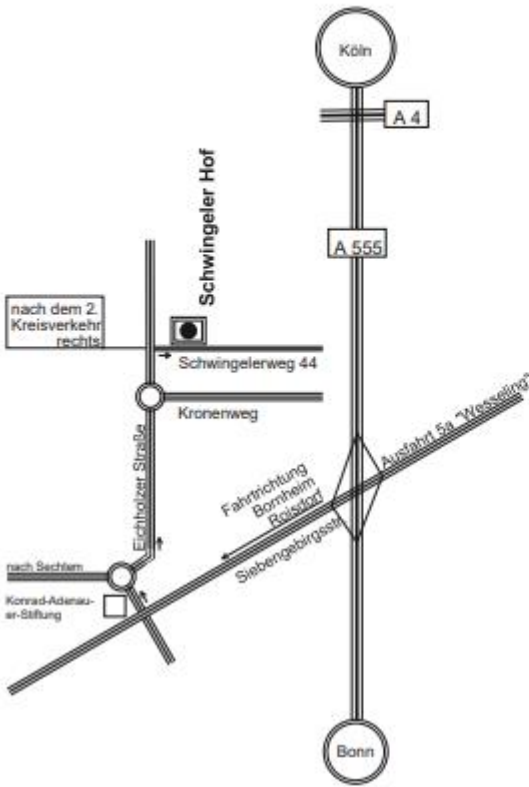 Köln
A 4
Schwingeler Hof
A 555
nach dem 2.
Kreisverkehr
rechts
Schwingelerweg 44
Kronenweg
Ausfahrt 5a "Wesseling"
Fahrtrichtung
Bornheim
Roisdorf
Siebengebirgsstr.
Eichholzer Straße
nach Sechtem
Konrad-Adenau-
er-Stiftung
Bonn